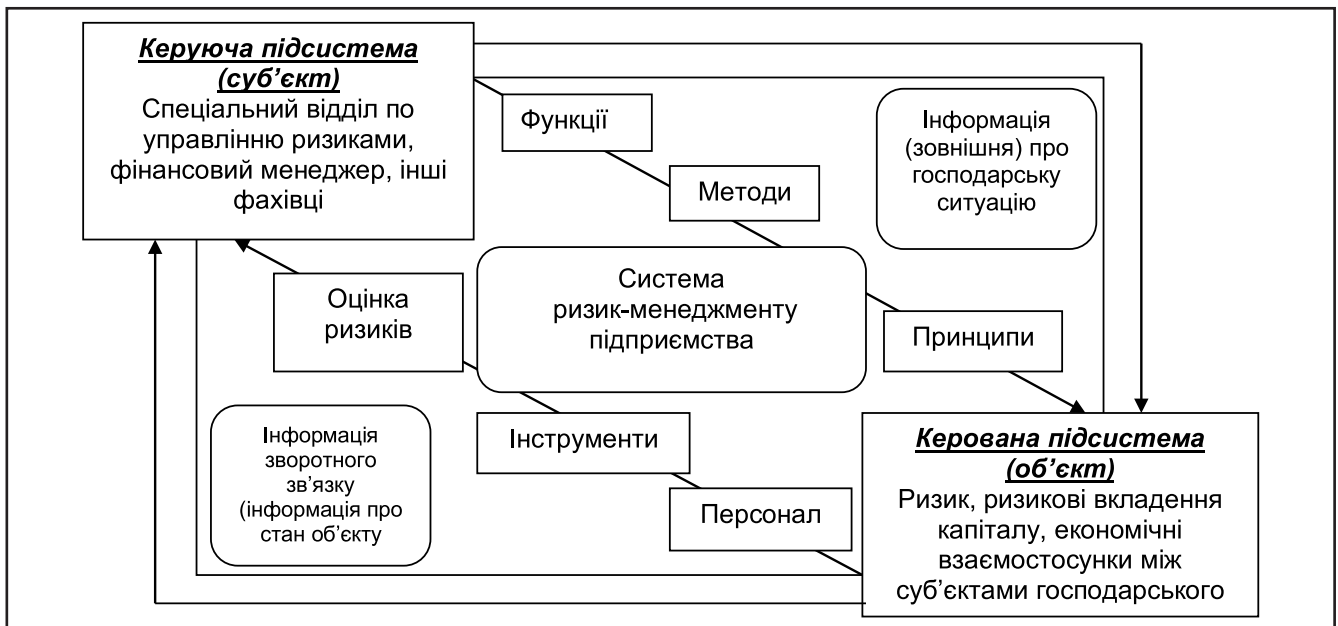 Керуюча підсистема
(суб’єкт)
Спеціальний відділ по
управлінню ризиками,
фінансовий менеджер, інші
фахівці
Функції
Методи
Інформація
(зовнішня) про
господарську
ситуацію
Оцінка
ризиків
Система
ризик-менеджменту
підприємства
Принципи
Інформація
зворотного
зв’язку
(інформація про
стан об’єкту
Інструменти
Персонал
Керована підсистема
(об’єкт)
Ризик, ризикові вкладення
капіталу, економічні
взаємостосунки між
суб’єктами господарського